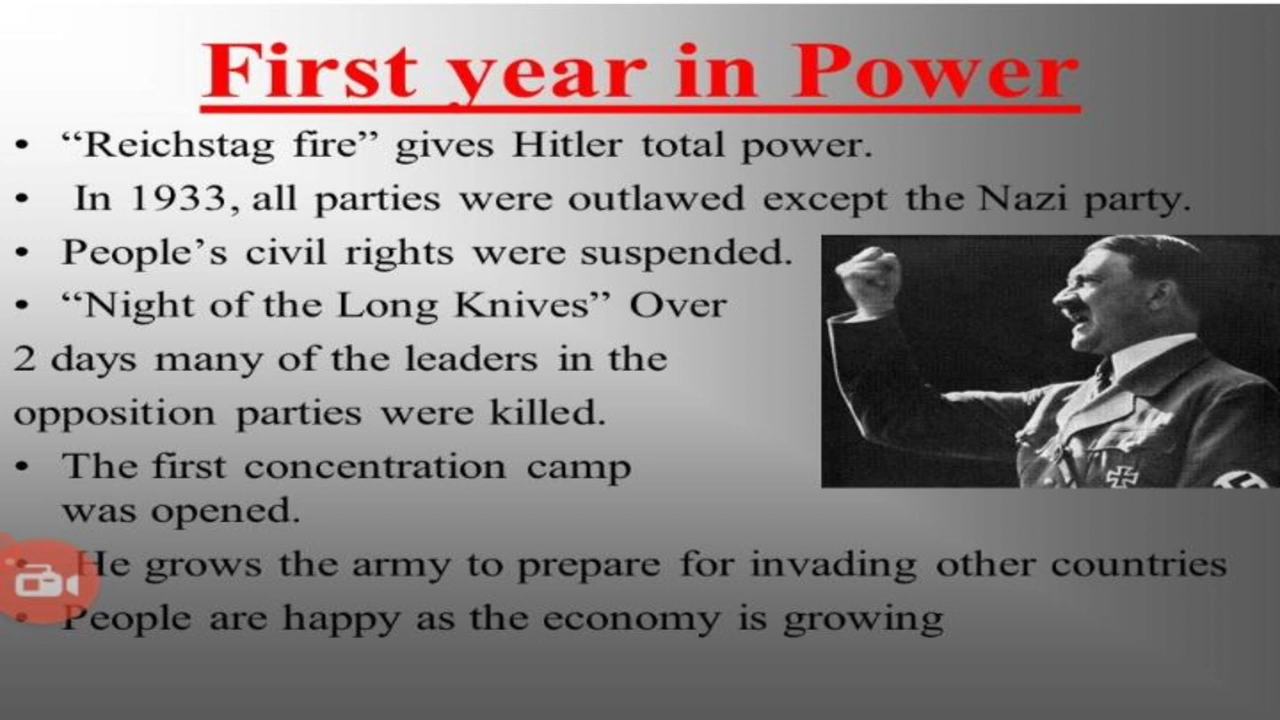 First year in Power
• “Reichstag fire” gives Hitler total power.
• In 1933, all parties were outlawed except the Nazi party.
• People’s civil rights were suspended.
• “Night of the Long Knives” Over
2 days many of the leaders in the
opposition parties were killed.
• The first concentration camp
was opened.
• He grows the army to prepare for invading other countries
• People are happy as the economy is growing